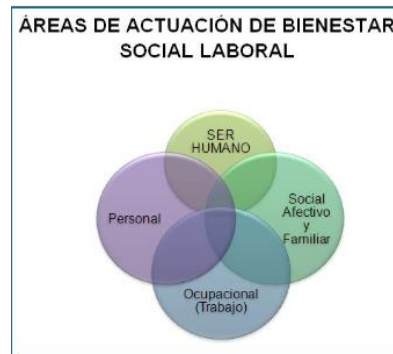 ÁREAS DE ACTUACIÓN DE BIENESTAR
SOCIAL LABORAL
SER
HUMANO
Personal
Social
Afectivo
y
Familiar
Ocupacional
(Trabajo)